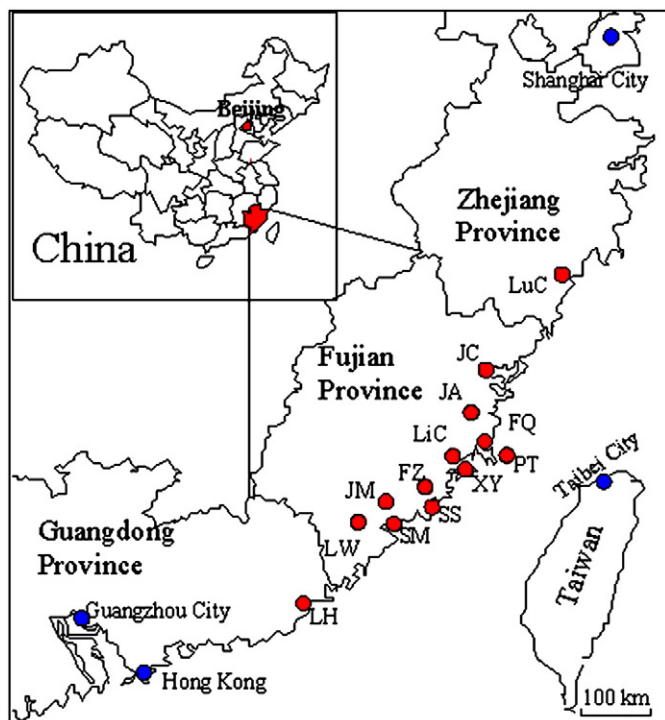 Shanghai City
Beijing
China
Zhejiang
Province
LuC
JC
Fujian
Province
JA
FQ
LiC
PT
XY
Taibei City
FZ
JM
SS
SM
LW
Guangdong
Province
Taiwan
LH
Guangzhou City
Hong Kong
100 km